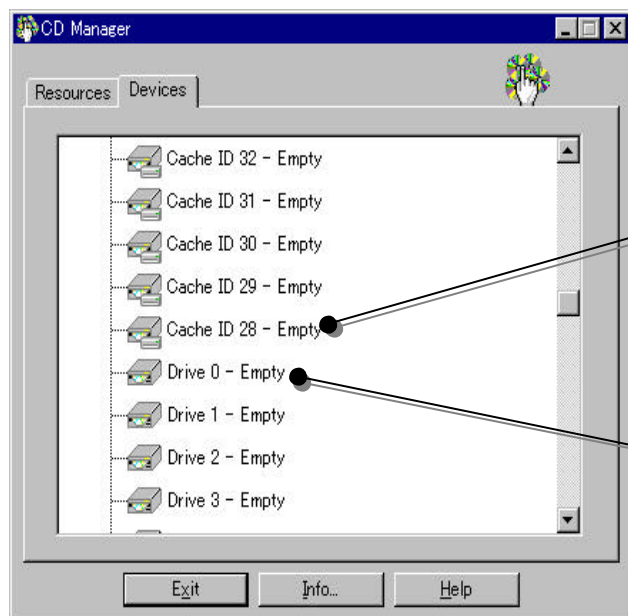 CD Manager
Resources Devices
Cache ID 32 - Empty
Cache ID 31 - Empty
Cache ID 30 - Empty
Cache ID 29 - Empty
Cache ID 28 - Empty
Drive 0 - Empty
Drive 1 - Empty
Drive 2 - Empty
Drive 3 - Empty
Exit Info... Help